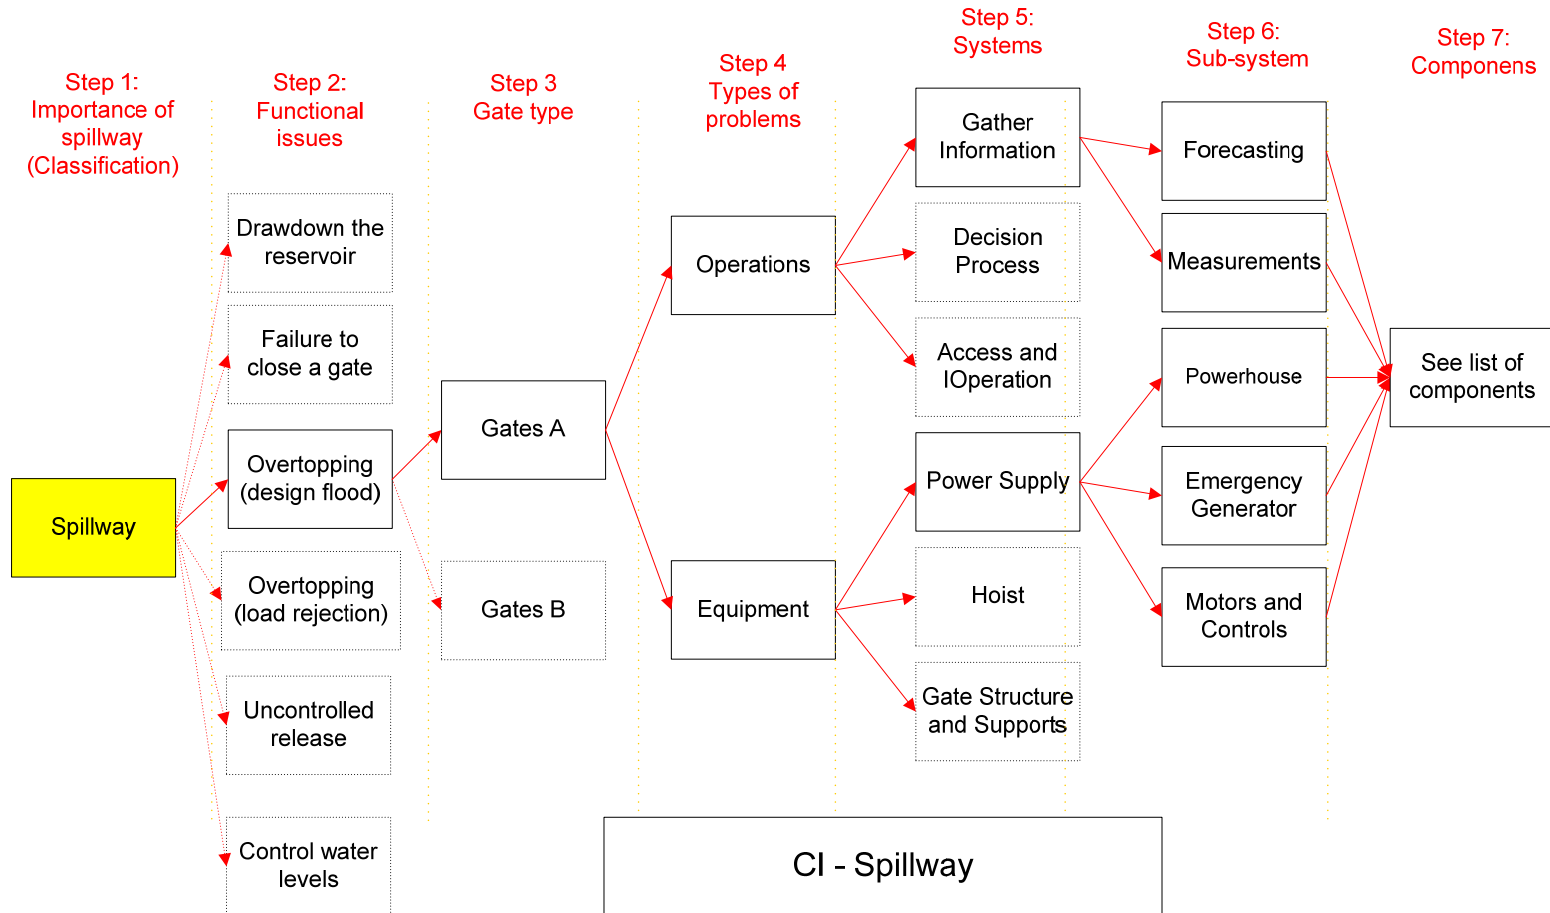 Step 1:
Importance of
spillway
(Classification)
Step 2:
Functional
issues
Step 3
Gate type
Step 4
Types of
problems
Step 5:
Systems
Step 6:
Sub-system
Step 7:
Componens
Spillway
Drawdown the
reservoir
Failure to
close a gate
Overtopping
(design flood)
Overtopping
(load rejection)
Uncontrolled
release
Control water
levels
Gates A
Gates B
Operations
Equipment
Gather
Information
Decision
Process
Access and
IOperation
Power Supply
Hoist
Gate Structure
and Supports
Forecasting
Measurements
Powerhouse
Emergency
Generator
Motors and
Controls
See list of
components
CI - Spillway